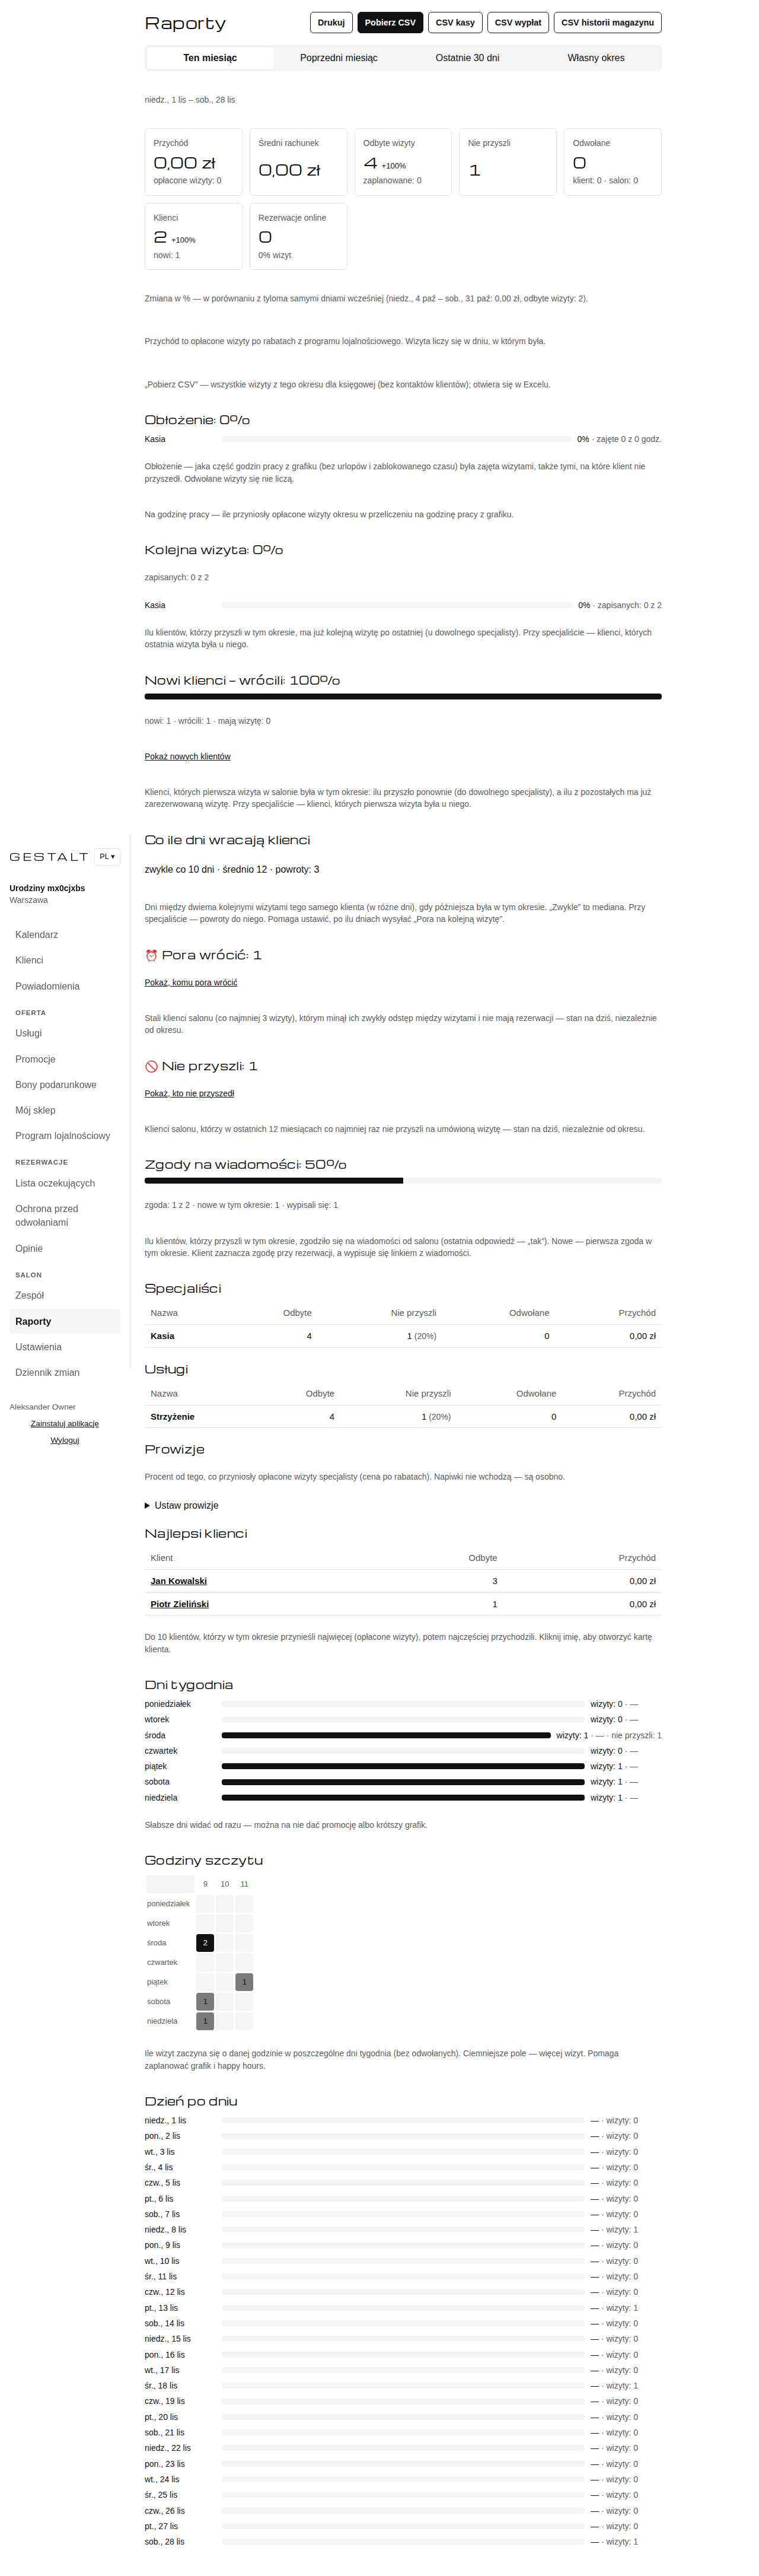 Raporty
Drukuj
Pobierz CSV
CSV kasy
CSV wypłat
CSV historii magazynu
Ten miesiąc
Poprzedni miesiąc
Ostatnie 30 dni
Własny okres
niedz., 1 lis – sob., 28 lis
Przychód
0,00 zł
opłacone wizyty: 0
Średni rachunek
0,00 zł
Odbyte wizyty
4 +100%
zaplanowane: 0
Nie przyszli
1
Odwołane
0
klient: 0 · salon: 0
Klienci
2 +100%
nowi: 1
Rezerwacje online
0
0% wizyt
Zmiana w % — w porównaniu z tyloma samymi dniami wcześniej (niedz., 4 paź – sob., 31 paź: 0,00 zł, odbyte wizyty: 2).
Przychód to opłacone wizyty po rabatach z programu lojalnościowego. Wizyta liczy się w dniu, w którym była.
„Pobierz CSV” — wszystkie wizyty z tego okresu dla księgowej (bez kontaktów klientów); otwiera się w Excelu.
Obłożenie: 0%
Kasia 0% · zajęte 0 z 0 godz.
Obłożenie — jaka część godzin pracy z grafiku (bez urlopów i zablokowanego czasu) była zajęta wizytami, także tymi, na które klient nie
przyszedł. Odwołane wizyty się nie liczą.
Na godzinę pracy — ile przyniosły opłacone wizyty okresu w przeliczeniu na godzinę pracy z grafiku.
Kolejna wizyta: 0%
zapisanych: 0 z 2
Kasia 0% · zapisanych: 0 z 2
Ilu klientów, którzy przyszli w tym okresie, ma już kolejną wizytę po ostatniej (u dowolnego specjalisty). Przy specjaliście — klienci, których
ostatnia wizyta była u niego.
Nowi klienci – wrócili: 100%
nowi: 1 · wrócili: 1 · mają wizytę: 0
Pokaż nowych klientów
Klienci, których pierwsza wizyta w salonie była w tym okresie: ilu przyszło ponownie (do dowolnego specjalisty), a ilu z pozostałych ma już
zarezerwowaną wizytę. Przy specjaliście — klienci, których pierwsza wizyta była u niego.
GESTALT
PL ▾
Urodziny mx0cjxbs
Warszawa
Kalendarz
Klienci
Powiadomienia
OFERTA
Usługi
Promocje
Bony podarunkowe
Mój sklep
Program lojalnościowy
REZERWACJE
Lista oczekujących
Ochrona przed
odwołaniami
Opinie
SALON
Zespół
Raporty
Ustawienia
Dziennik zmian
Aleksander Owner
Zainstaluj aplikacje
Wyloguj
Co ile dni wracają klienci
zwykle co 10 dni · średnio 12 · powroty: 3
Dni między dwiema kolejnymi wizytami tego samego klienta (w różne dni), gdy późniejsza była w tym okresie. „Zwykle” to mediana. Przy
specjaliście — powroty do niego. Pomaga ustawić, po ilu dniach wysyłać „Pora na kolejną wizytę”.
⏰ Pora wrócić: 1
Pokaż, komu pora wrócić
Stali klienci salonu (co najmniej 3 wizyty), którym minął ich zwykły odstęp między wizytami i nie mają rezerwacji — stan na dziś, niezależnie
od okresu.
🚫 Nie przyszli: 1
Pokaż, kto nie przyszedł
Klienci salonu, którzy w ostatnich 12 miesiącach co najmniej raz nie przyszli na umówioną wizytę — stan na dziś, niezależnie od okresu.
Zgody na wiadomości: 50%
zgoda: 1 z 2 · nowe w tym okresie: 1 · wypisali się: 1
Ilu klientów, którzy przyszli w tym okresie, zgodziło się na wiadomości od salonu (ostatnia odpowiedź — „tak”). Nowe — pierwsza zgoda w
tym okresie. Klient zaznacza zgodę przy rezerwacji, a wypisuje się linkiem z wiadomości.
Specjaliści
Nazwa Odbyte Nie przyszli Odwołane Przychód
Kasia 4 1 (20%) 0 0,00 zł
Usługi
Nazwa Odbyte Nie przyszli Odwołane Przychód
Strzyżenie 4 1 (20%) 0 0,00 zł
Prowizje
Procent od tego, co przyniosły opłacone wizyty specjalisty (cena po rabatach). Napiwki nie wchodzą — są osobno.
▶ Ustaw prowizje
Najlepsi klienci
Klient Odbyte Przychód
Jan Kowalski 3 0,00 zł
Piotr Zieliński 1 0,00 zł
Do 10 klientów, którzy w tym okresie przynieśli najwięcej (opłacone wizyty), potem najczęściej przychodzili. Kliknij imię, aby otworzyć kartę
klienta.
Dni tygodnia
poniedziałek wizyty: 0 · —
wtorek wizyty: 0 · —
środa wizyty: 1 · — · nie przyszli: 1
czwartek wizyty: 0 · —
piątek wizyty: 1 · —
sobota wizyty: 1 · —
niedziela wizyty: 1 · —
Słabsze dni widać od razu — można na nie dać promocję albo krótszy grafik.
Godziny szczytu
9 10 11
poniedziałek
wtorek
środa 2
czwartek
piątek 1
sobota 1
niedziela 1
Ile wizyt zaczyna się o danej godzinie w poszczególne dni tygodnia (bez odwołanych). Ciemniejsze pole — więcej wizyt. Pomaga
zaplanować grafik i happy hours.
Dzień po dniu
niedz., 1 lis — · wizyty: 0
pon., 2 lis — · wizyty: 0
wt., 3 lis — · wizyty: 0
śr., 4 lis — · wizyty: 0
czw., 5 lis — · wizyty: 0
pt., 6 lis — · wizyty: 0
sob., 7 lis — · wizyty: 0
niedz., 8 lis — · wizyty: 1
pon., 9 lis — · wizyty: 0
wt., 10 lis — · wizyty: 0
śr., 11 lis — · wizyty: 0
czw., 12 lis — · wizyty: 0
pt., 13 lis — · wizyty: 1
sob., 14 lis — · wizyty: 0
niedz., 15 lis — · wizyty: 0
pon., 16 lis — · wizyty: 0
wt., 17 lis — · wizyty: 0
śr., 18 lis — · wizyty: 1
czw., 19 lis — · wizyty: 0
pt., 20 lis — · wizyty: 0
sob., 21 lis — · wizyty: 0
niedz., 22 lis — · wizyty: 0
pon., 23 lis — · wizyty: 0
wt., 24 lis — · wizyty: 0
śr., 25 lis — · wizyty: 0
czw., 26 lis — · wizyty: 0
pt., 27 lis — · wizyty: 0
sob., 28 lis — · wizyty: 1